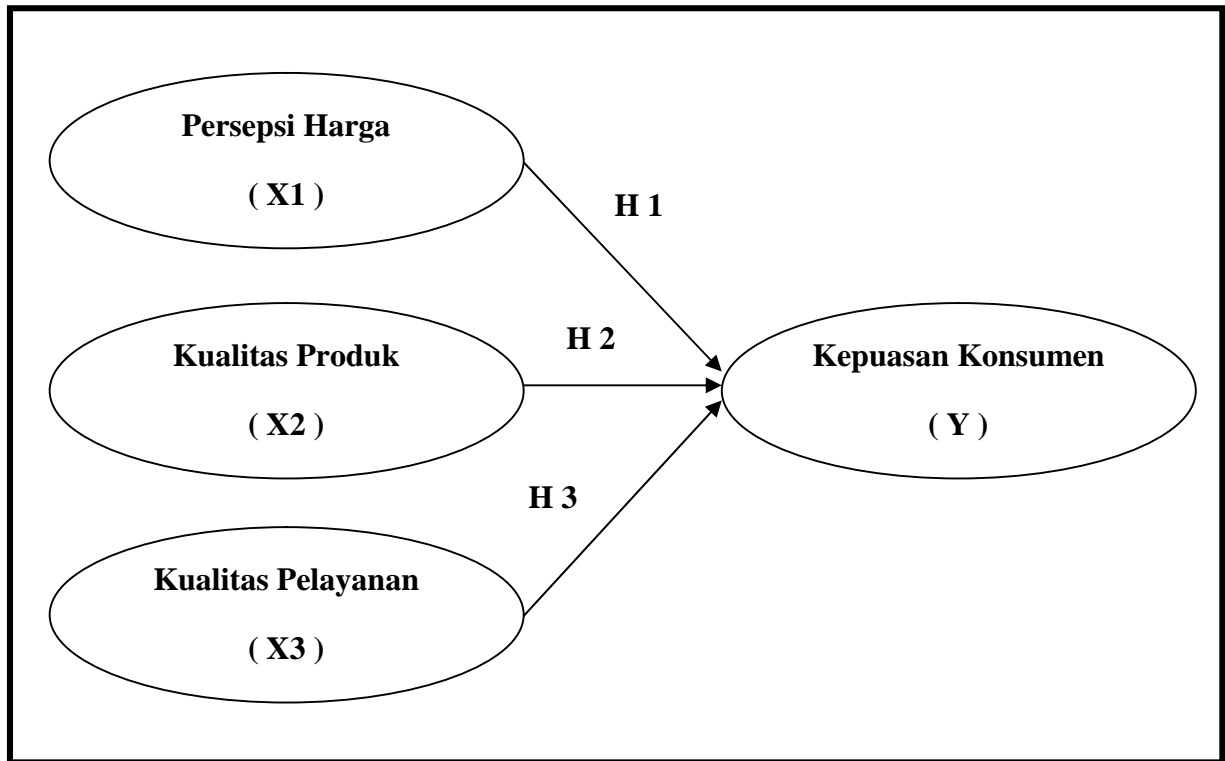 Persepsi Harga
( X1 )
H 1
Kualitas Produk
( X2 )
H 2
Kepuasan Konsumen
( Y )
H 3
Kualitas Pelayanan
( X3 )